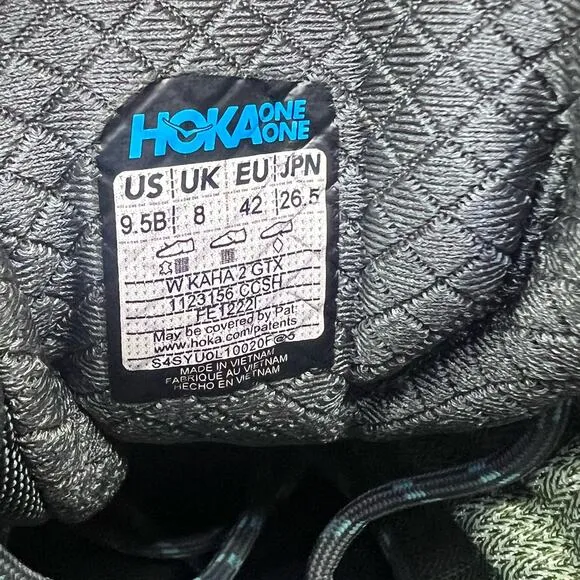 HOKA ONE ONE
US UK EU JPN
9.5B 8 42 26.5
W KAHA 2 GTX
1123156 CCSH
FE1222I
May be covered by Pat.
www.hoka.com/patents
MADE IN VIETNAM
FABRIQUE AU VIETNAM
HECHO EN VIETNAM